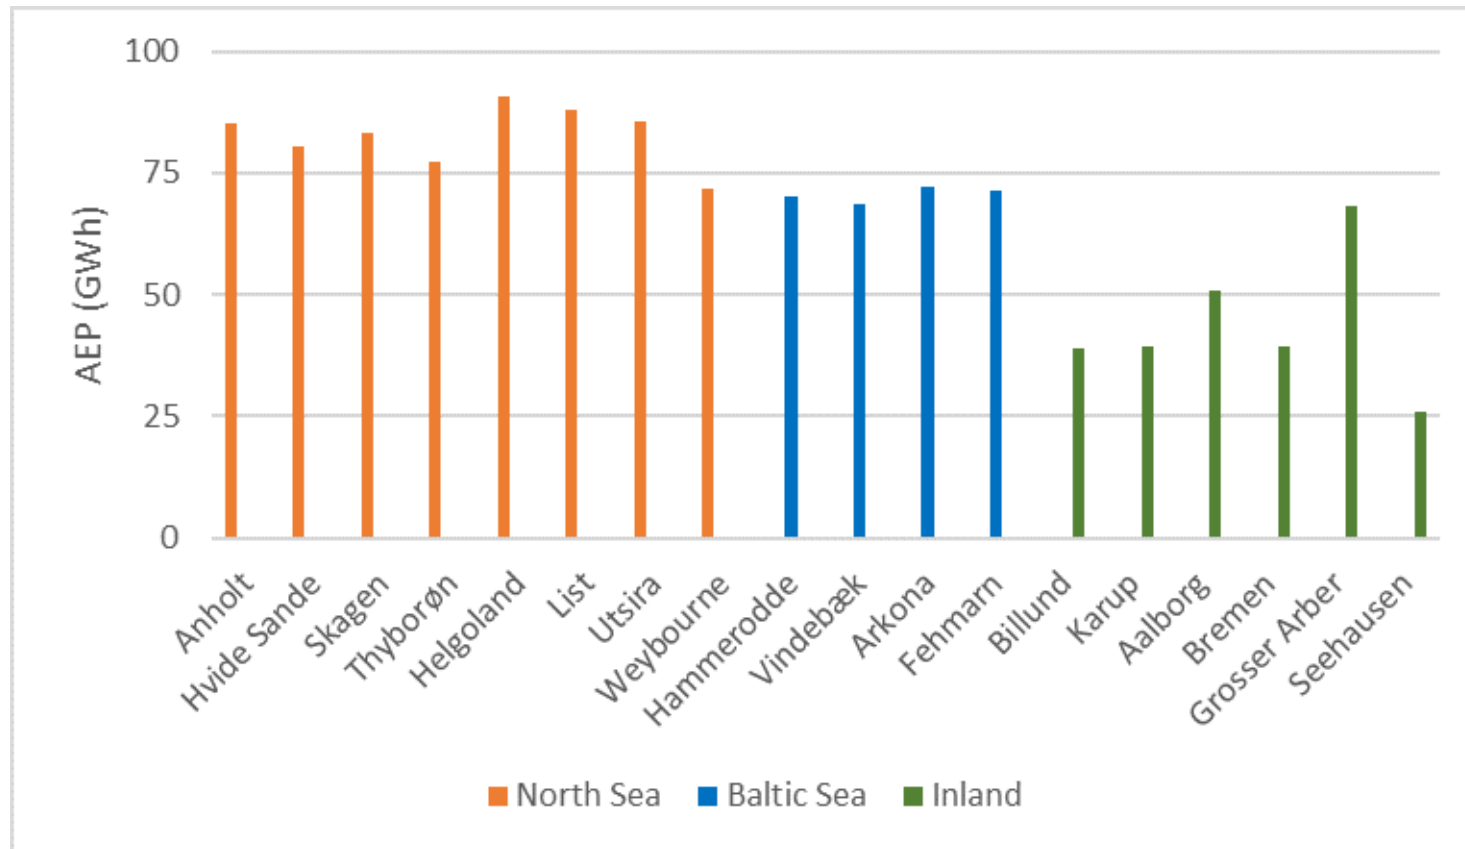 100
75
50
25
0
AEP (GWh)
Anholt
Hvide Sande
Skagen
Thyborøn
Helgoland
List
Utsira
Weybourne
Hammerodde
Vindebæk
Arkona
Fehmarn
Billund
Karup
Aalborg
Bremen
Grosser Arber
Seehausen
North Sea Baltic Sea Inland